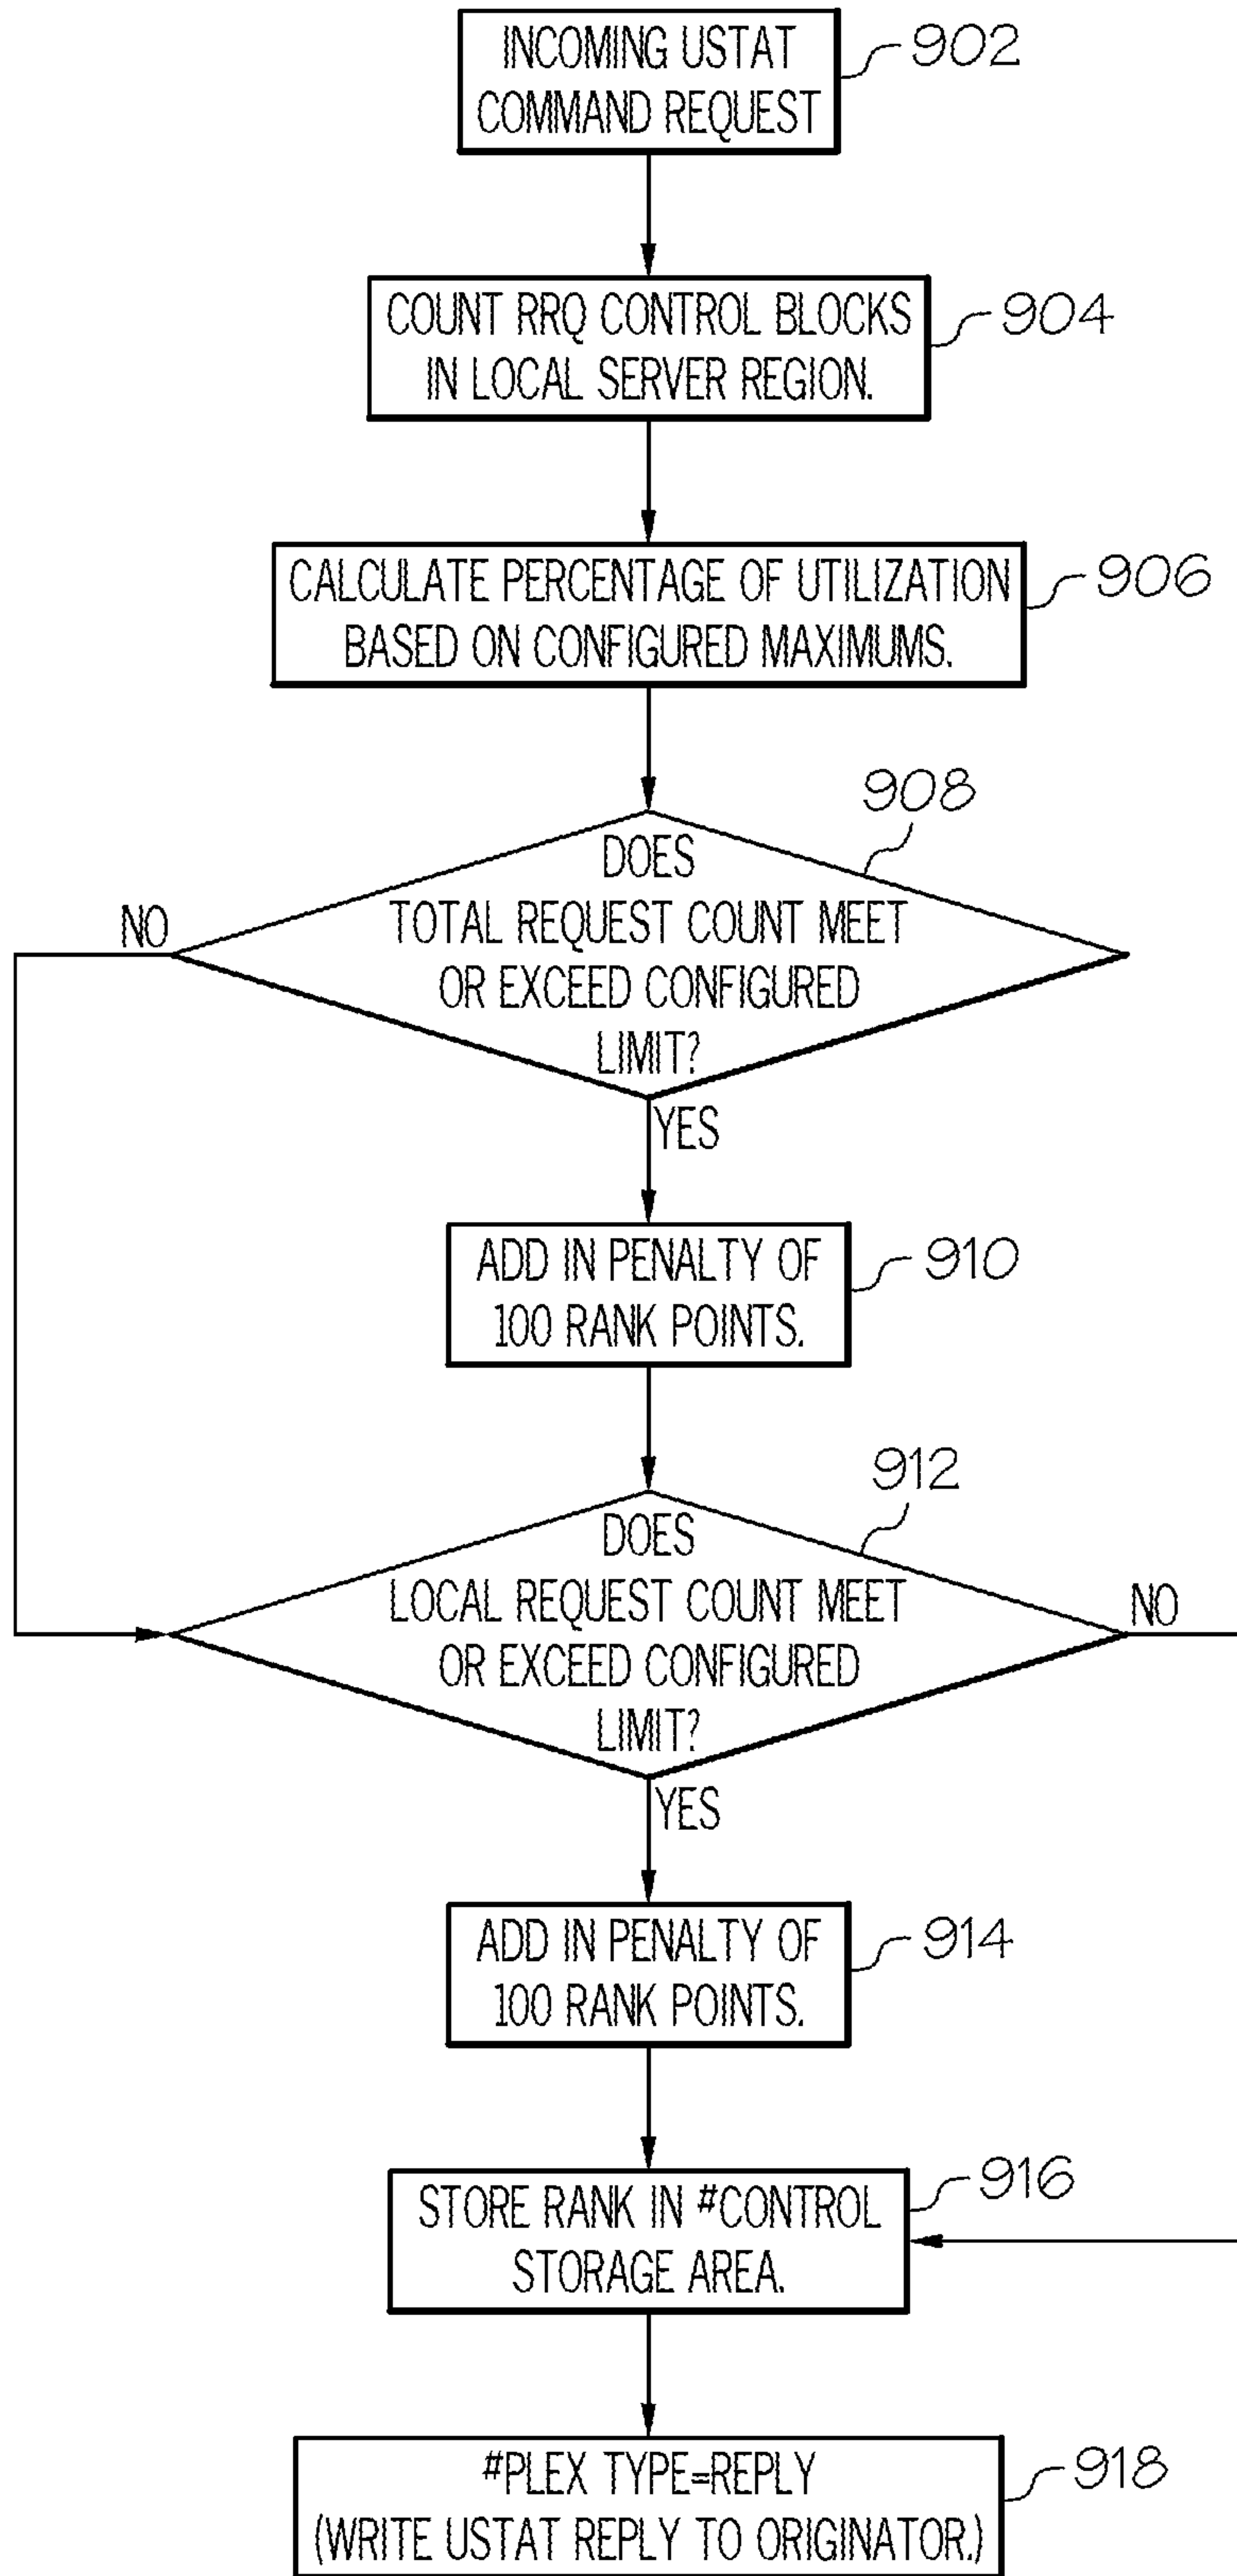 INCOMING USTAT
COMMAND REQUEST
902
COUNT RRQ CONTROL BLOCKS
IN LOCAL SERVER REGION.
904
CALCULATE PERCENTAGE OF UTILIZATION
BASED ON CONFIGURED MAXIMUMS.
906
908
DOES
TOTAL REQUEST COUNT MEET
OR EXCEED CONFIGURED
LIMIT?
NO
YES
ADD IN PENALTY OF
100 RANK POINTS.
910
912
DOES
LOCAL REQUEST COUNT MEET
OR EXCEED CONFIGURED
LIMIT?
NO
YES
ADD IN PENALTY OF
100 RANK POINTS.
914
STORE RANK IN #CONTROL
STORAGE AREA.
916
#PLEX TYPE=REPLY
(WRITE USTAT REPLY TO ORIGINATOR.)
918